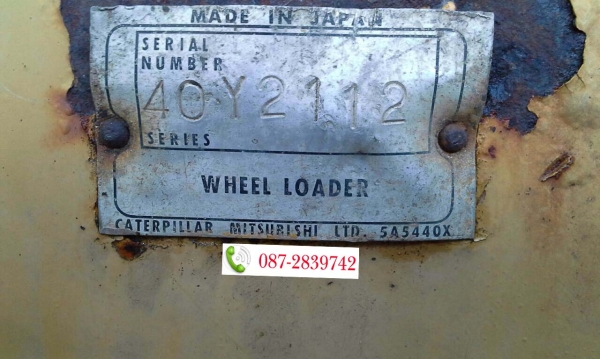 MADE IN JAPAN
SERIAL
NUMBER
40Y2112
SERIES
WHEEL LOADER
CATERPILLAR MITSUBISHI LTD. 5A5440X
087-2839742